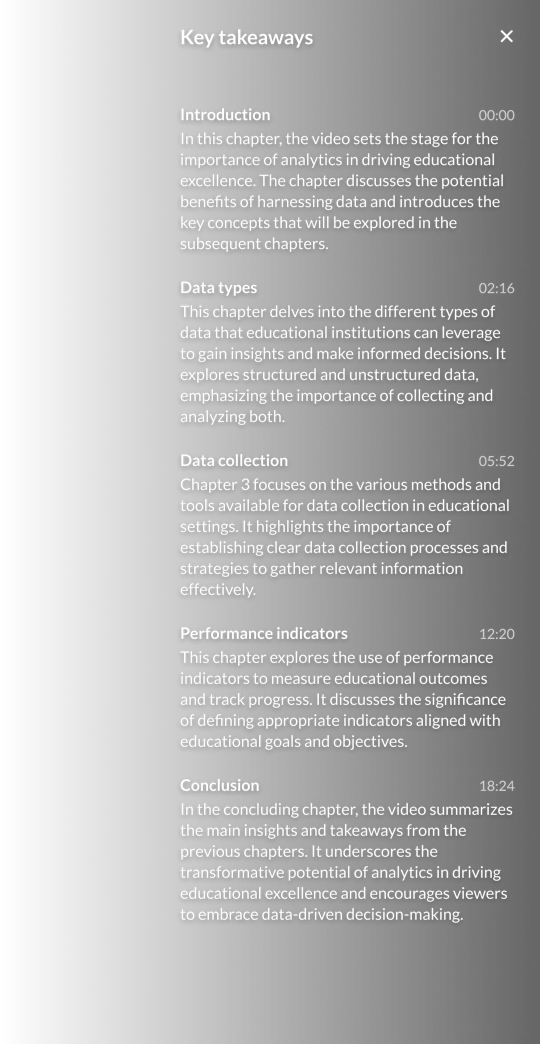 Key takeaways
Introduction 00:00
In this chapter, the video sets the stage for the
importance of analytics in driving educational
excellence. The chapter discusses the potential
benefits of harnessing data and introduces the
key concepts that will be explored in the
subsequent chapters.
Data types 02:16
This chapter delves into the different types of
data that educational institutions can leverage
to gain insights and make informed decisions. It
explores structured and unstructured data,
emphasizing the importance of collecting and
analyzing both.
Data collection 05:52
Chapter 3 focuses on the various methods and
tools available for data collection in educational
settings. It highlights the importance of
establishing clear data collection processes and
strategies to gather relevant information
effectively.
Performance indicators 12:20
This chapter explores the use of performance
indicators to measure educational outcomes
and track progress. It discusses the significance
of defining appropriate indicators aligned with
educational goals and objectives.
Conclusion 18:24
In the concluding chapter, the video summarizes
the main insights and takeaways from the
previous chapters. It underscores the
transformative potential of analytics in driving
educational excellence and encourages viewers
to embrace data-driven decision-making.